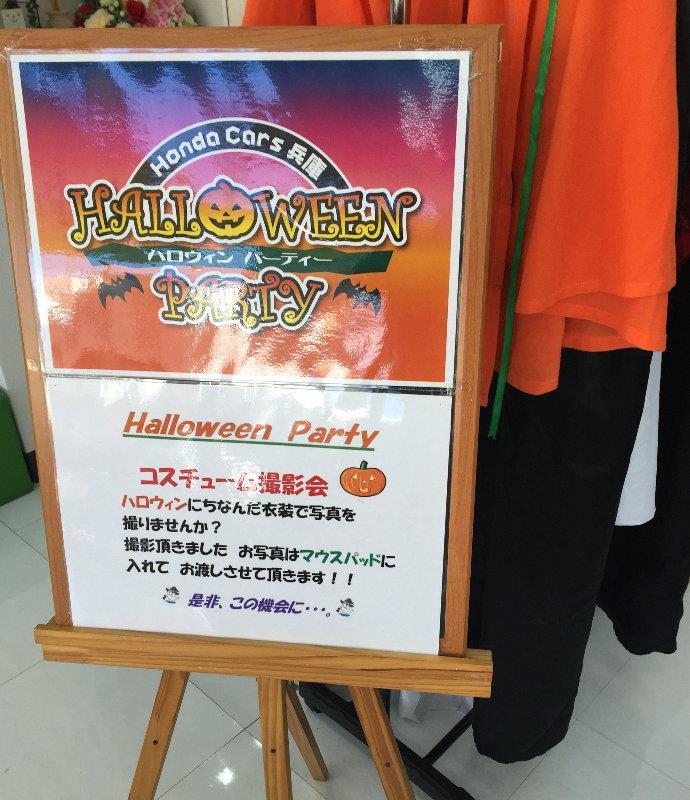 Honda Cars 兵庫
HALLOWEEN
ハロウィン パーティー
PARTY
Halloween Party
コスチューム撮影会
ハロウィンにちなんだ衣装で写真を
撮りませんか？
撮影頂きました お写真はマウスパッドに
入れて お渡しさせて頂きます！！
是非、この機会に・・・。